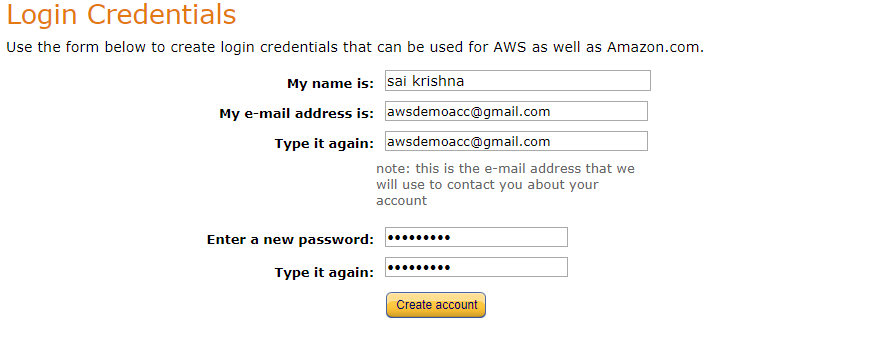 Login Credentials
Use the form below to create login credentials that can be used for AWS as well as Amazon.com.
My name is: sai krishna
My e-mail address is: awsdemoacc@gmail.com
Type it again: awsdemoacc@gmail.com
note: this is the e-mail address that we
will use to contact you about your
account
Enter a new password: •••••••••
Type it again: •••••••••
Create account